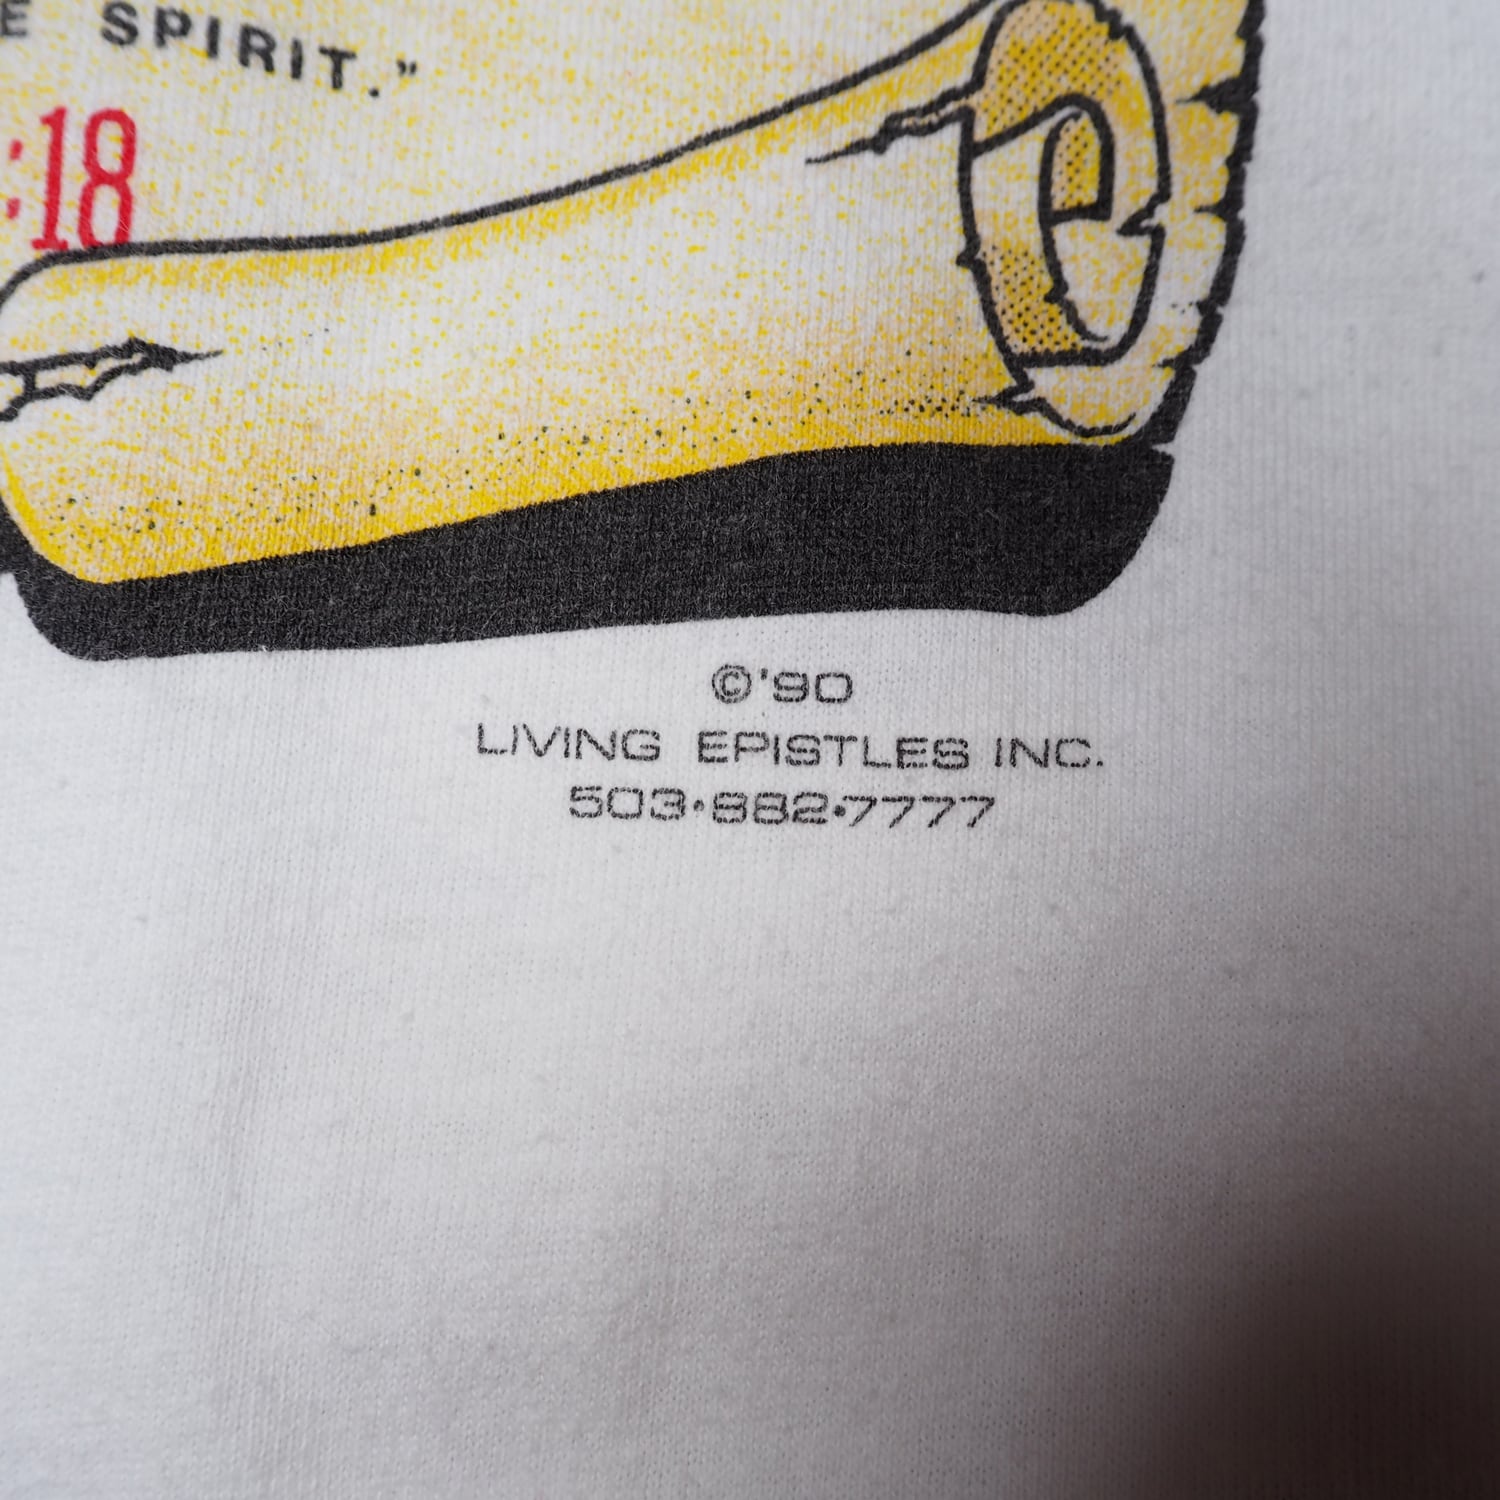 E SPIRIT."
:18
©'90
LIVING EPISTLES INC.
503•882•7777